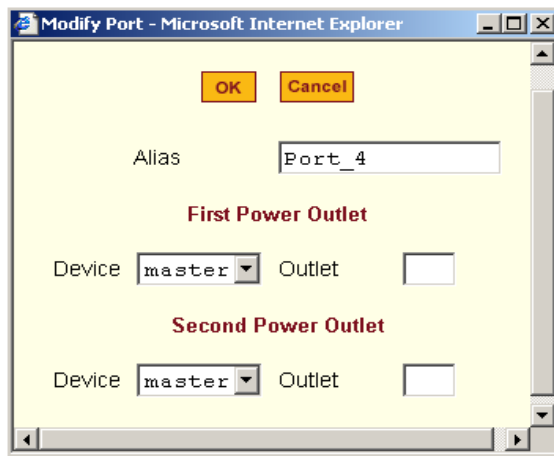 Modify Port - Microsoft Internet Explorer
OK Cancel
Alias Port_4
First Power Outlet
Device master Outlet
Second Power Outlet
Device master Outlet